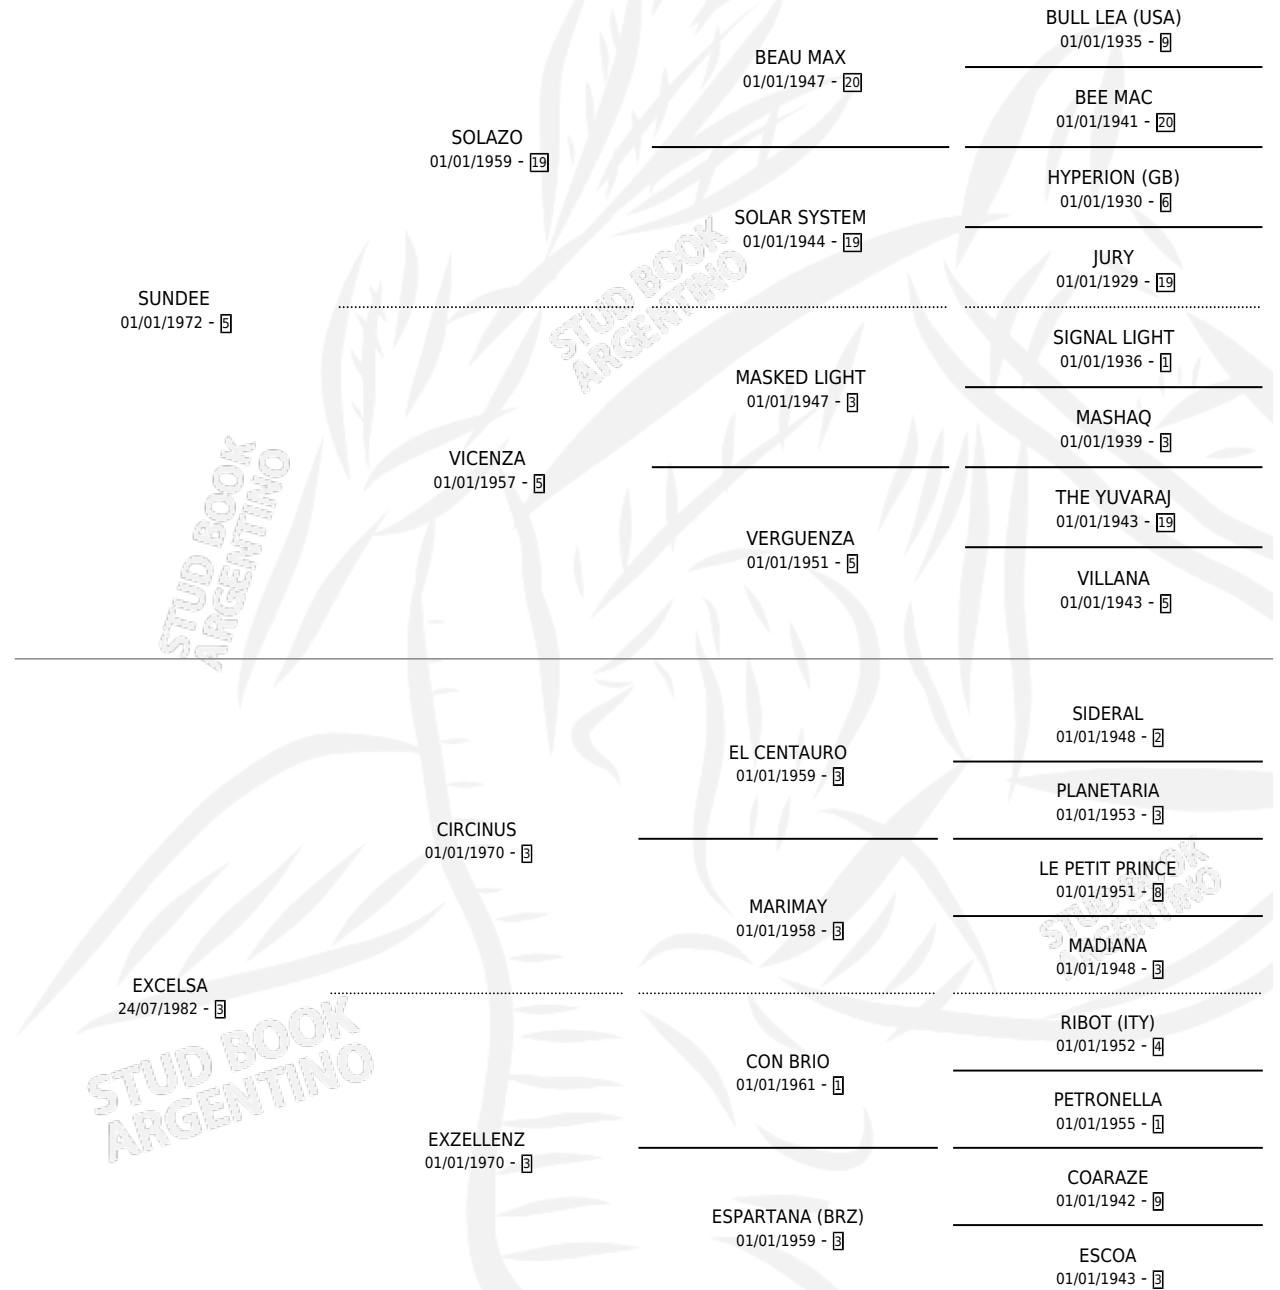 BULL LEA (USA)
01/01/1935 - 9
BEAU MAX
01/01/1947 - 20
BEE MAC
01/01/1941 - 20
SOLAZO
01/01/1959 - 19
HYPERION (GB)
01/01/1930 - 6
SOLAR SYSTEM
01/01/1944 - 19
JURY
01/01/1929 - 19
SUNDEE
01/01/1972 - 5
STUD BOOK
ARGENTINO
SIGNAL LIGHT
01/01/1936 - 1
MASKED LIGHT
01/01/1947 - 3
MASHAQ
01/01/1939 - 3
VICENZA
01/01/1957 - 5
THE YUVARAJ
01/01/1943 - 19
VERGUENZA
01/01/1951 - 5
VILLANA
01/01/1943 - 5
STUD BOOK
ARGENTINO
SIDERAL
01/01/1948 - 2
EL CENTAURO
01/01/1959 - 3
PLANETARIA
01/01/1953 - 3
CIRCINUS
01/01/1970 - 3
LE PETIT PRINCE
01/01/1951 - 8
MARIMAY
01/01/1958 - 3
MADIANA
01/01/1948 - 3
STUD BOOK
ARGENTINO
EXCELSA
24/07/1982 - 3
RIBOT (ITY)
01/01/1952 - 4
CON BRIO
01/01/1961 - 1
PETRONELLA
01/01/1955 - 1
STUD BOOK
ARGENTINO
EXZELLENZ
01/01/1970 - 3
COARAZE
01/01/1942 - 9
ESPARTANA (BRZ)
01/01/1959 - 3
ESCOA
01/01/1943 - 3